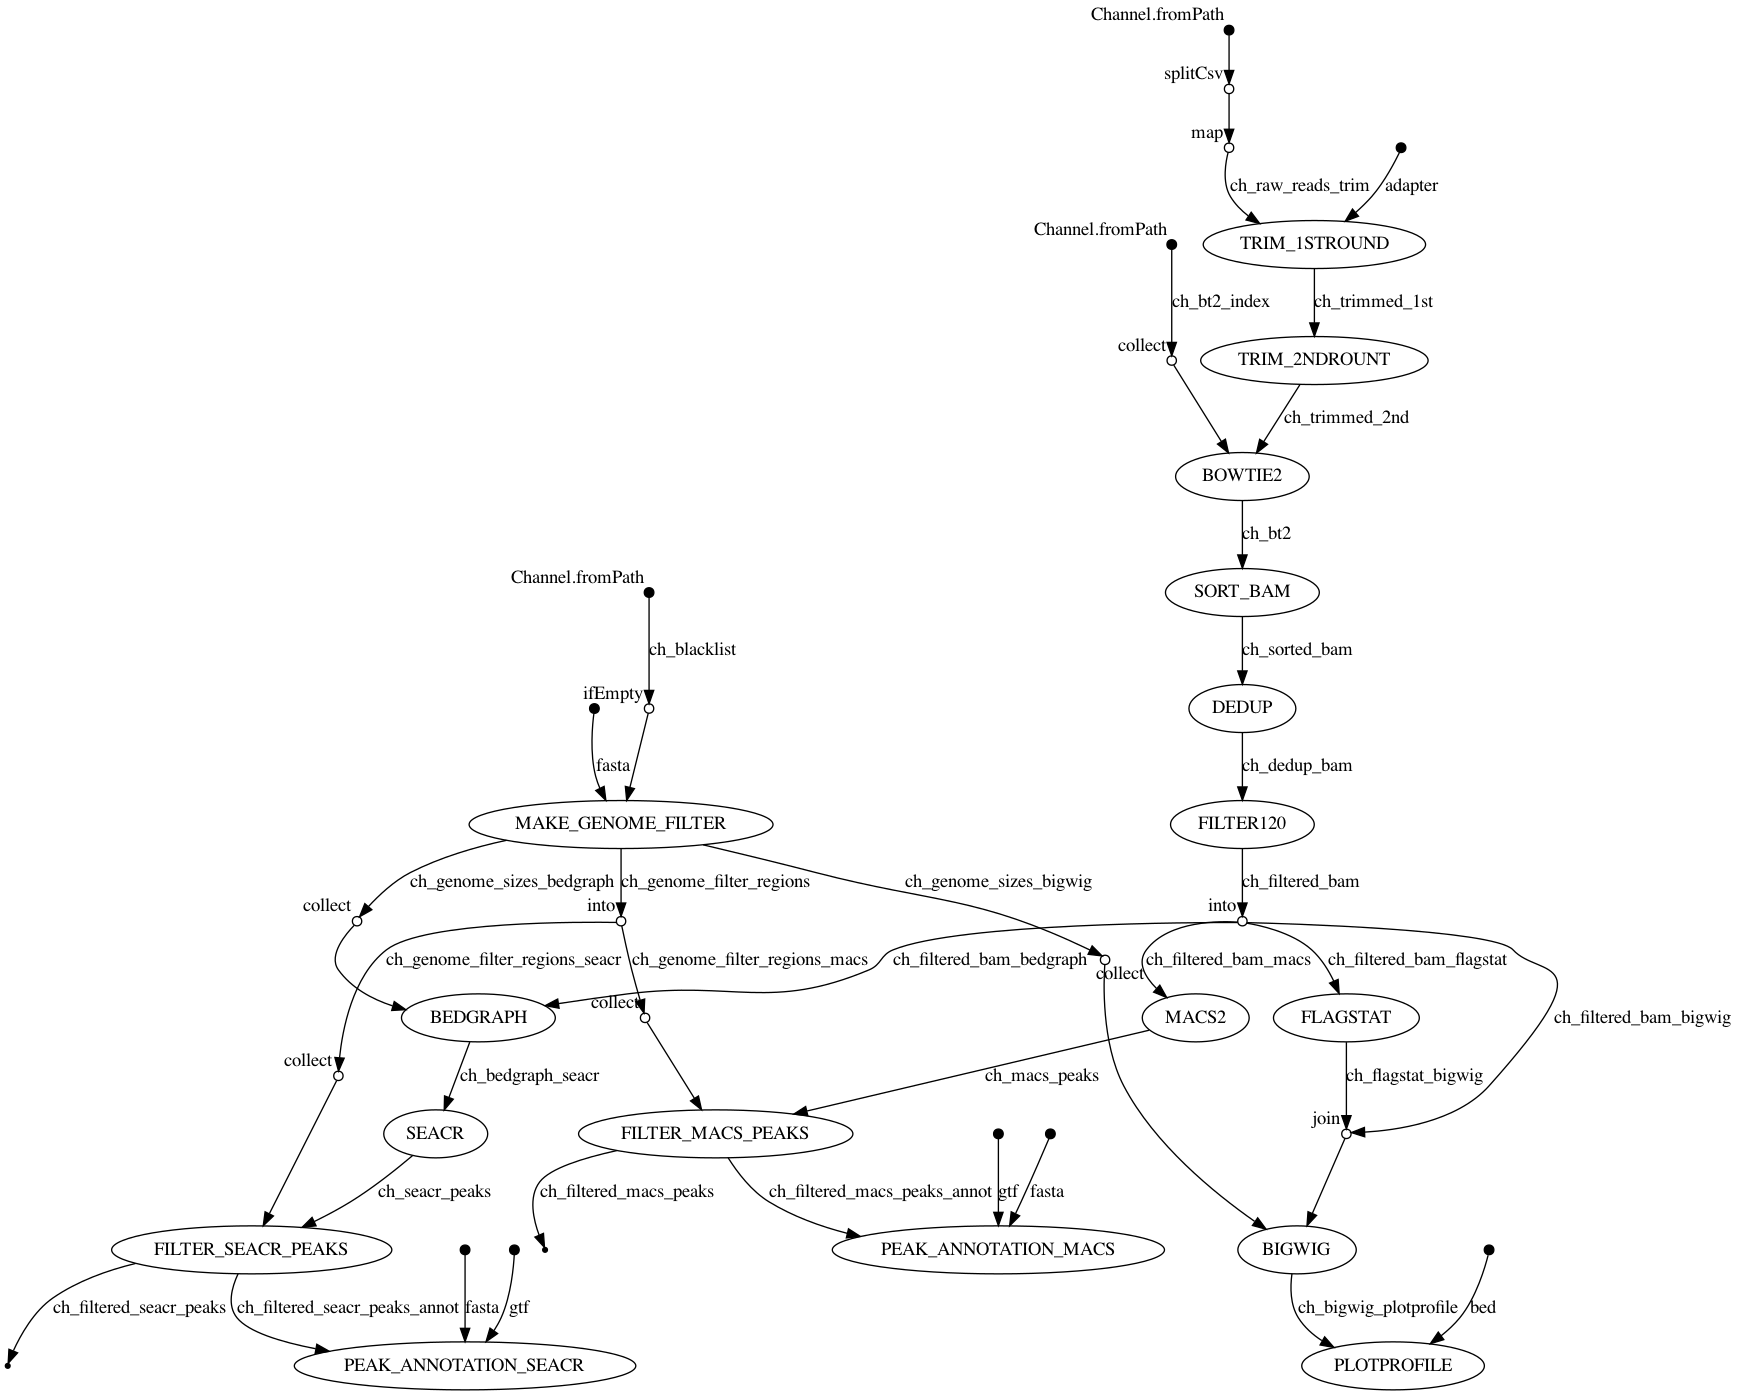 Channel.fromPath
splitCsv
map
ch_raw_reads_trim
adapter
Channel.fromPath
TRIM_1STROUND
ch_bt2_index
ch_trimmed_1st
collect
TRIM_2NDROUNT
ch_trimmed_2nd
BOWTIE2
ch_bt2
Channel.fromPath
SORT_BAM
ch_blacklist
ch_sorted_bam
ifEmpty
DEDUP
fasta
ch_dedup_bam
MAKE_GENOME_FILTER
FILTER120
ch_genome_sizes_bedgraph
ch_genome_filter_regions
ch_genome_sizes_bigwig
ch_filtered_bam
collect
into
into
ch_genome_filter_regions_seacr
ch_genome_filter_regions_macs
ch_filtered_bam_bedgraph
ch_filtered_bam_macs
ch_filtered_bam_flagstat
collect
collect
BEDGRAPH
MACS2
FLAGSTAT
ch_filtered_bam_bigwig
collect
ch_bedgraph_seacr
ch_macs_peaks
ch_flagstat_bigwig
join
SEACR
FILTER_MACS_PEAKS
ch_seacr_peaks
ch_filtered_macs_peaks
ch_filtered_macs_peaks_annot
gtf
fasta
FILTER_SEACR_PEAKS
PEAK_ANNOTATION_MACS
BIGWIG
ch_filtered_seacr_peaks
ch_filtered_seacr_peaks_annot
fasta
gtf
ch_bigwig_plotprofile
bed
PEAK_ANNOTATION_SEACR
PLOTPROFILE